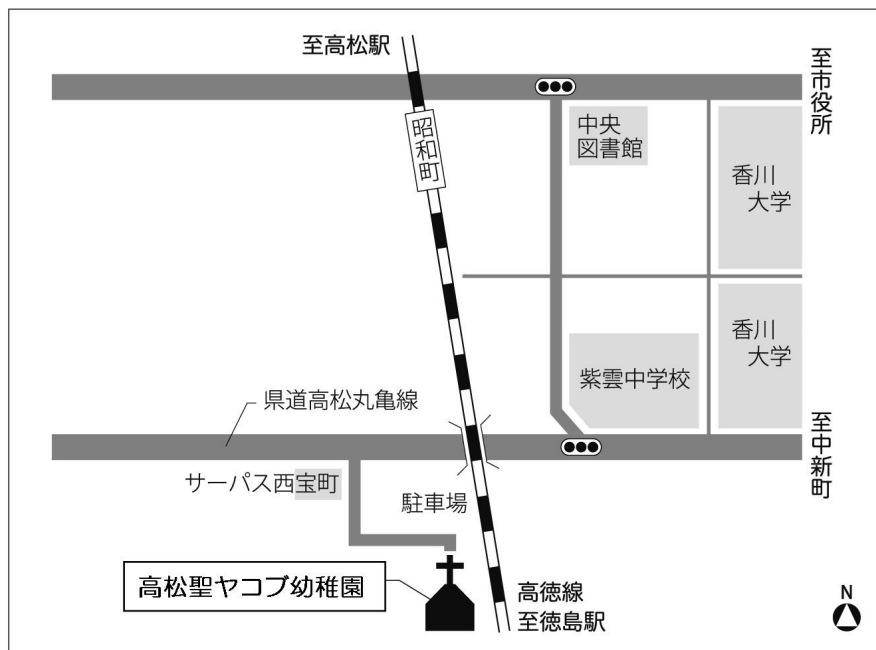 至高松駅
至市役所
昭和町
中央
図書館
香川
大学
香川
大学
紫雲中学校
県道高松丸亀線
至中新町
サーパス西宝町
駐車場
高松聖ヤコブ幼稚園
高徳線
至徳島駅
N